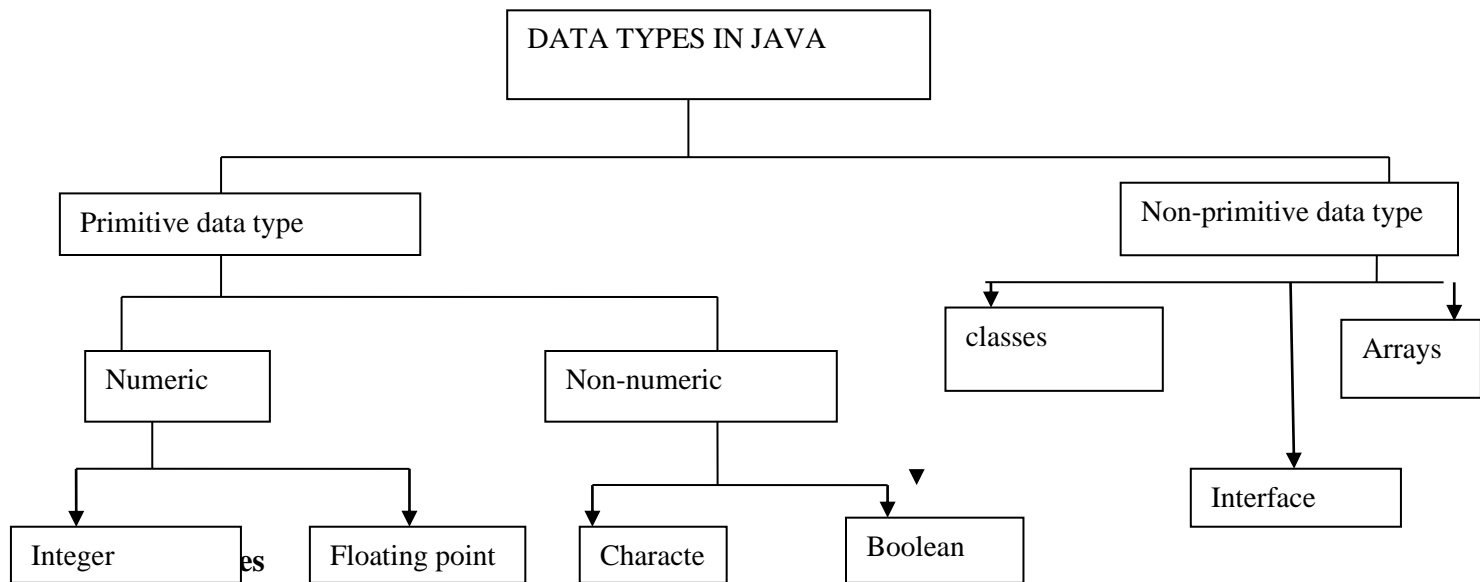 DATA TYPES IN JAVA
Primitive data type
Non-primitive data type
classes
Arrays
Numeric
Non-numeric
Interface
Integer
Floating point
Characte
Boolean
es